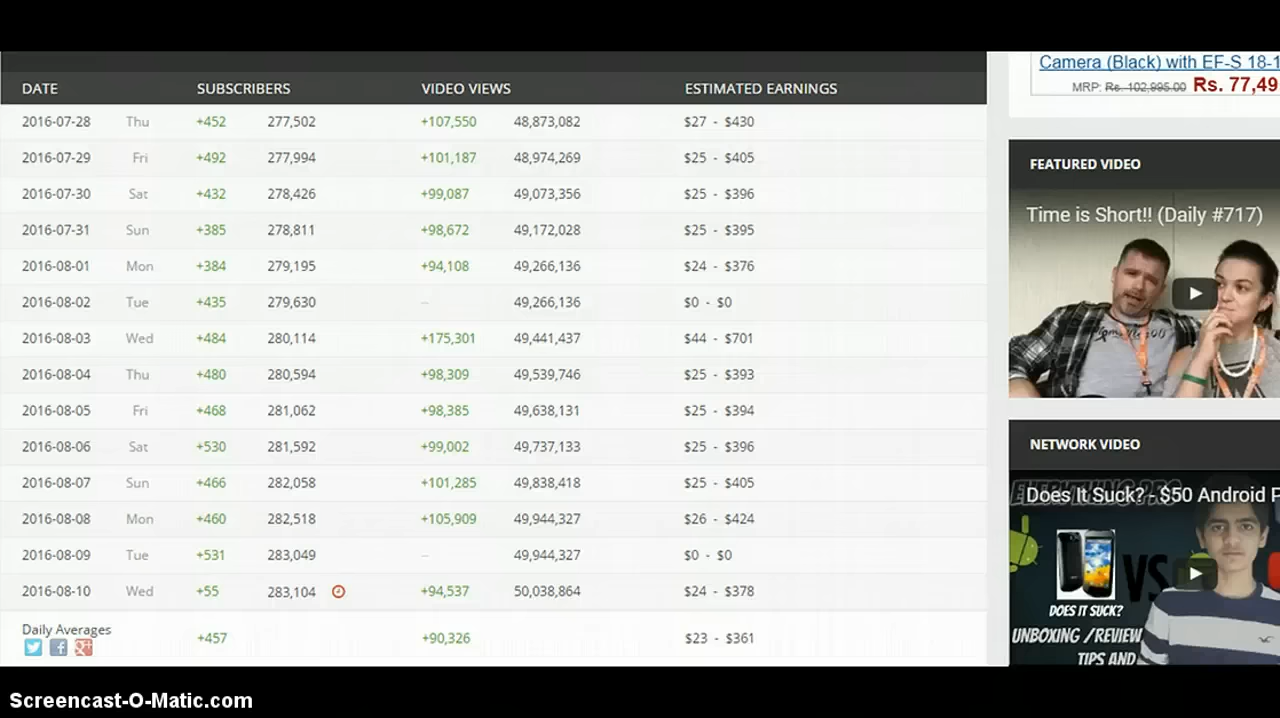 DATE SUBSCRIBERS VIDEO VIEWS ESTIMATED EARNINGS
2016-07-28 Thu +452 277,502 +107,550 48,873,082 $27 - $430
2016-07-29 Fri +492 277,994 +101,187 48,974,269 $25 - $405
2016-07-30 Sat +432 278,426 +99,087 49,073,356 $25 - $396
2016-07-31 Sun +385 278,811 +98,672 49,172,028 $25 - $395
2016-08-01 Mon +384 279,195 +94,108 49,266,136 $24 - $376
2016-08-02 Tue +435 279,630 -- 49,266,136 $0 - $0
2016-08-03 Wed +484 280,114 +175,301 49,441,437 $44 - $701
2016-08-04 Thu +480 280,594 +98,309 49,539,746 $25 - $393
2016-08-05 Fri +468 281,062 +98,385 49,638,131 $25 - $394
2016-08-06 Sat +530 281,592 +99,002 49,737,133 $25 - $396
2016-08-07 Sun +466 282,058 +101,285 49,838,418 $25 - $405
2016-08-08 Mon +460 282,518 +105,909 49,944,327 $26 - $424
2016-08-09 Tue +531 283,049 -- 49,944,327 $0 - $0
2016-08-10 Wed +55 283,104 +94,537 50,038,864 $24 - $378
Daily Averages +457 +90,326 $23 - $361
Camera (Black) with EF-S 18-1
MRP: Rs. 102,995.00 Rs. 77,49
FEATURED VIDEO
Time is Short!! (Daily #717)
NETWORK VIDEO
Does It Suck? - $50 Android P
VS
DOES IT SUCK?
UNBOXING /REVIEW
TIPS AND
Screencast-O-Matic.com